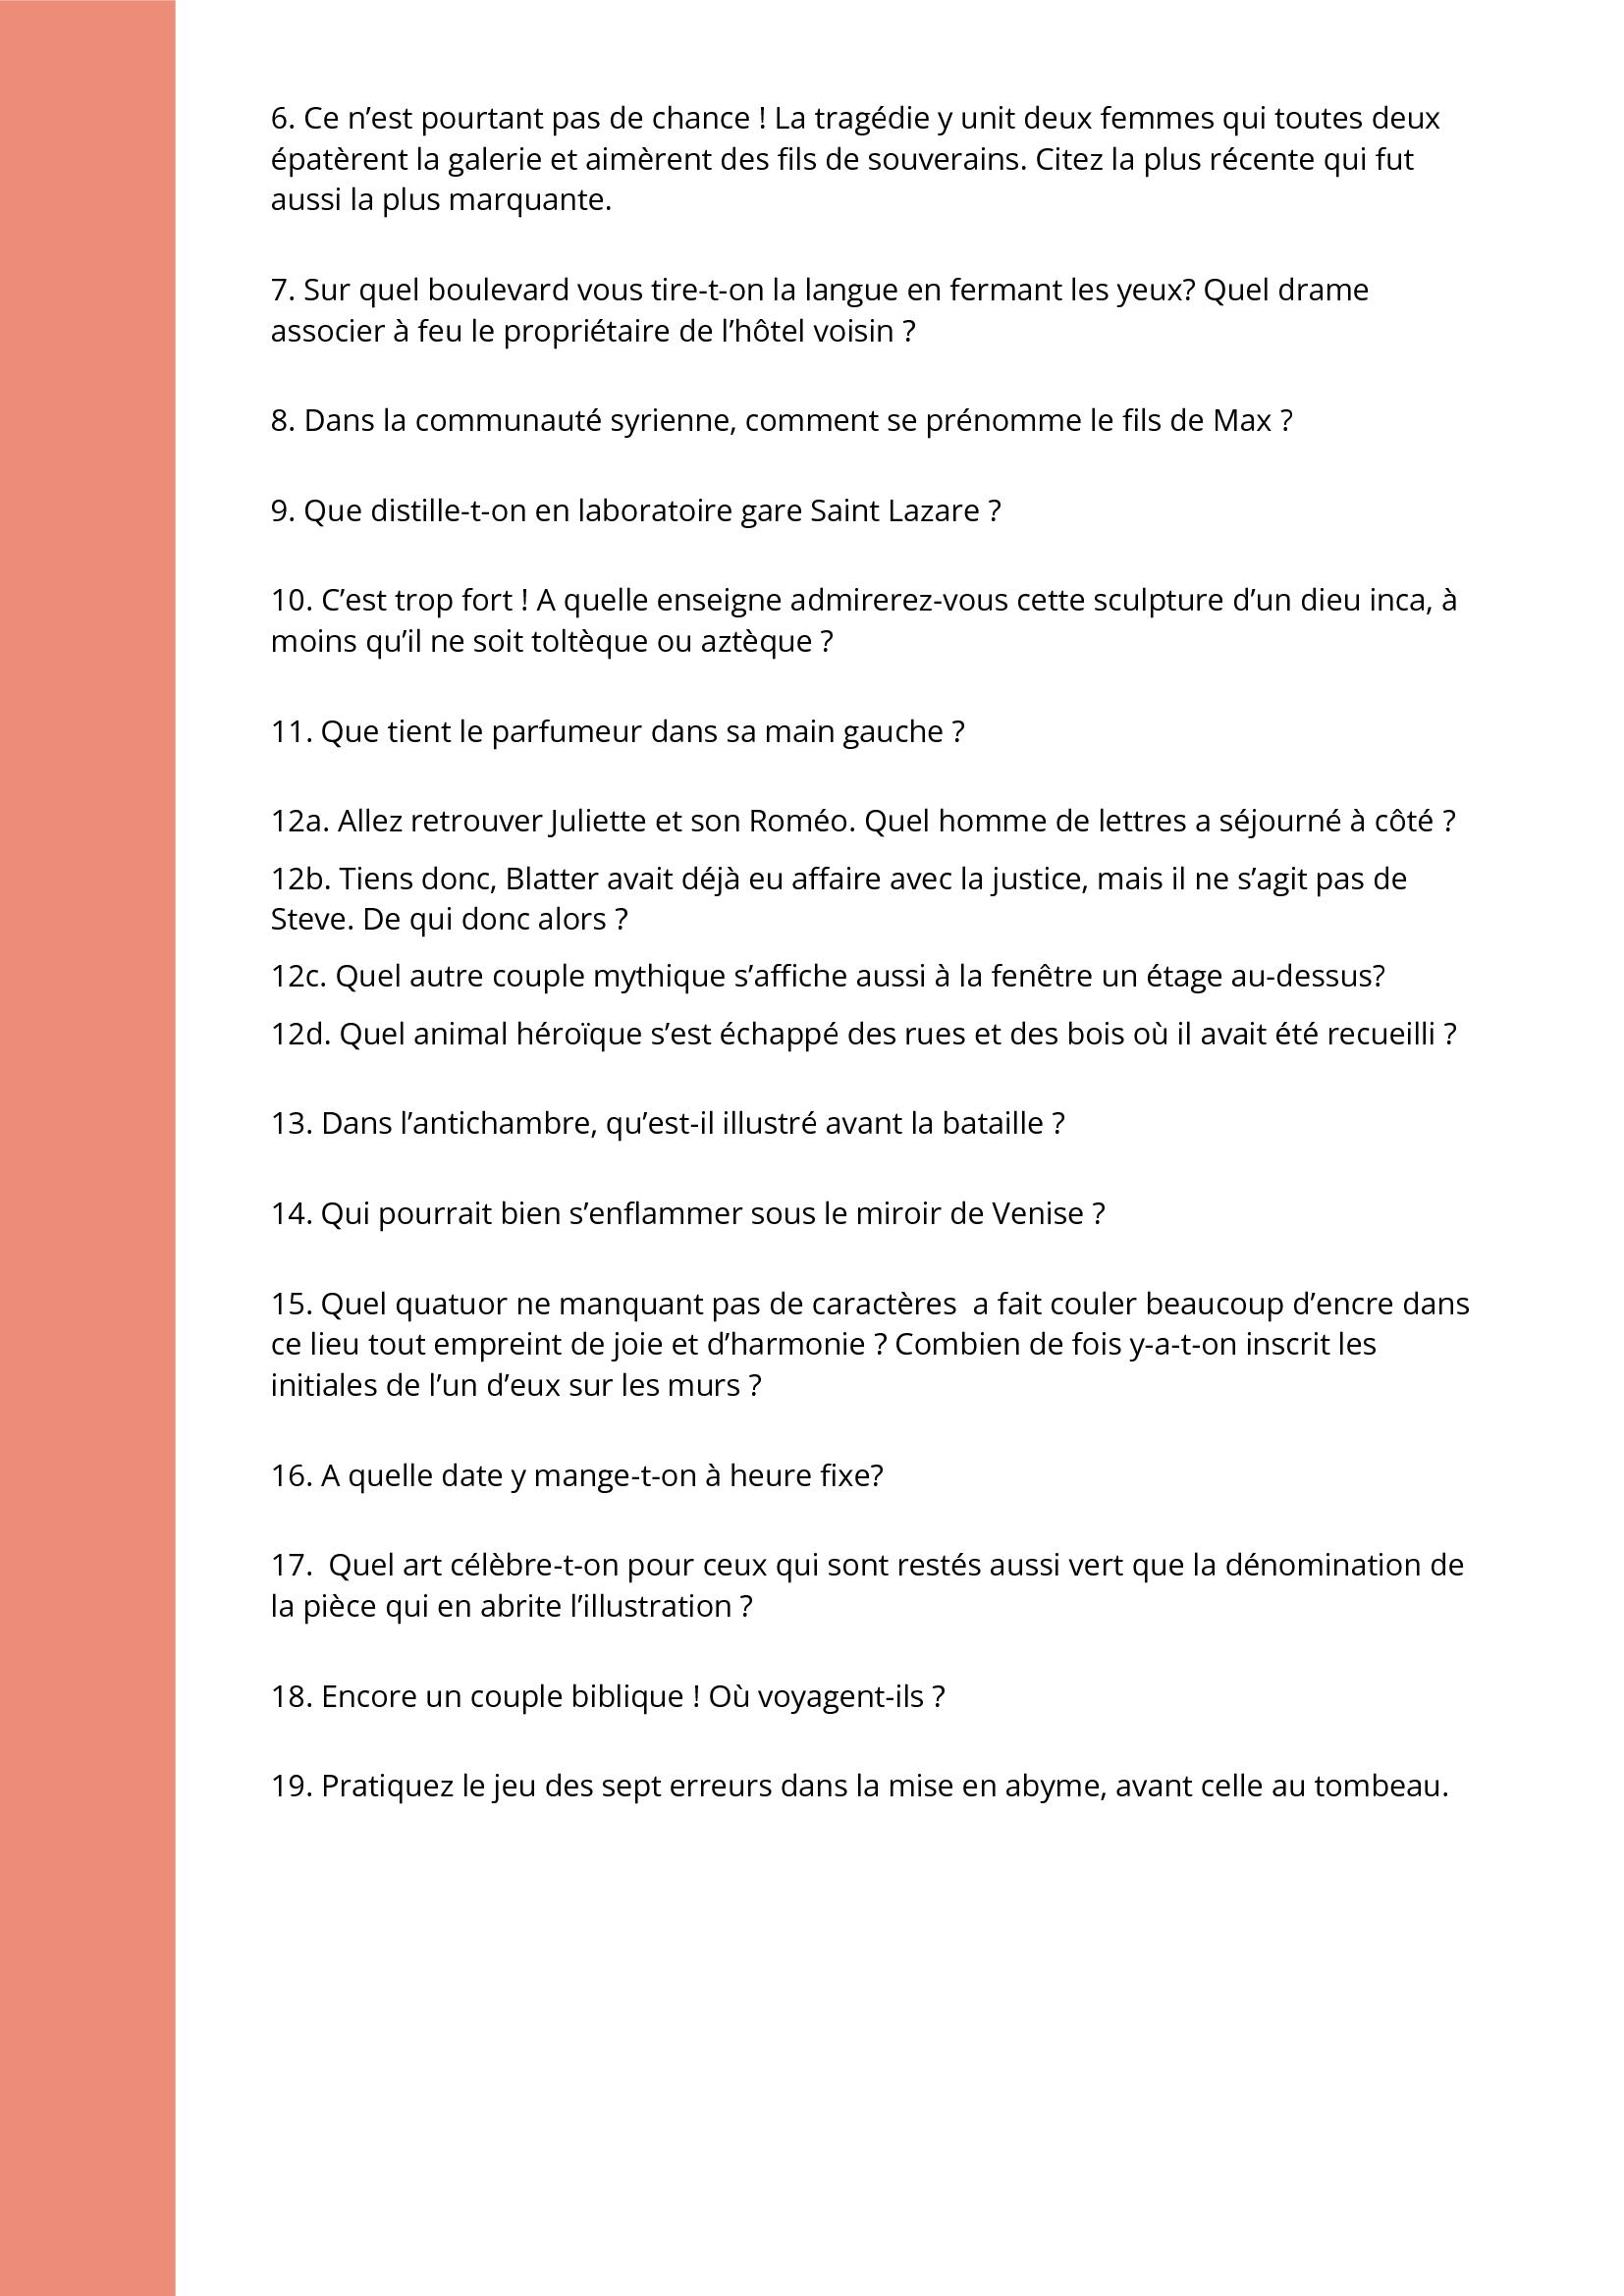 6. Ce n’est pourtant pas de chance ! La tragédie y unit deux femmes qui toutes deux
épatèrent la galerie et aimèrent des fils de souverains. Citez la plus récente qui fut
aussi la plus marquante.
7. Sur quel boulevard vous tire-t-on la langue en fermant les yeux? Quel drame
associer à feu le propriétaire de l’hôtel voisin ?
8. Dans la communauté syrienne, comment se prénomme le fils de Max ?
9. Que distille-t-on en laboratoire gare Saint Lazare ?
10. C’est trop fort ! A quelle enseigne admirerez-vous cette sculpture d’un dieu inca, à
moins qu’il ne soit toltèque ou aztèque ?
11. Que tient le parfumeur dans sa main gauche ?
12a. Allez retrouver Juliette et son Roméo. Quel homme de lettres a séjourné à côté ?
12b. Tiens donc, Blatter avait déjà eu affaire avec la justice, mais il ne s’agit pas de
Steve. De qui donc alors ?
12c. Quel autre couple mythique s’affiche aussi à la fenêtre un étage au-dessus?
12d. Quel animal héroïque s’est échappé des rues et des bois où il avait été recueilli ?
13. Dans l’antichambre, qu’est-il illustré avant la bataille ?
14. Qui pourrait bien s’enflammer sous le miroir de Venise ?
15. Quel quatuor ne manquant pas de caractères  a fait couler beaucoup d’encre dans
ce lieu tout empreint de joie et d’harmonie ? Combien de fois y-a-t-on inscrit les
initiales de l’un d’eux sur les murs ?
16. A quelle date y mange-t-on à heure fixe?
17.  Quel art célèbre-t-on pour ceux qui sont restés aussi vert que la dénomination de
la pièce qui en abrite l’illustration ?
18. Encore un couple biblique ! Où voyagent-ils ?
19. Pratiquez le jeu des sept erreurs dans la mise en abyme, avant celle au tombeau.